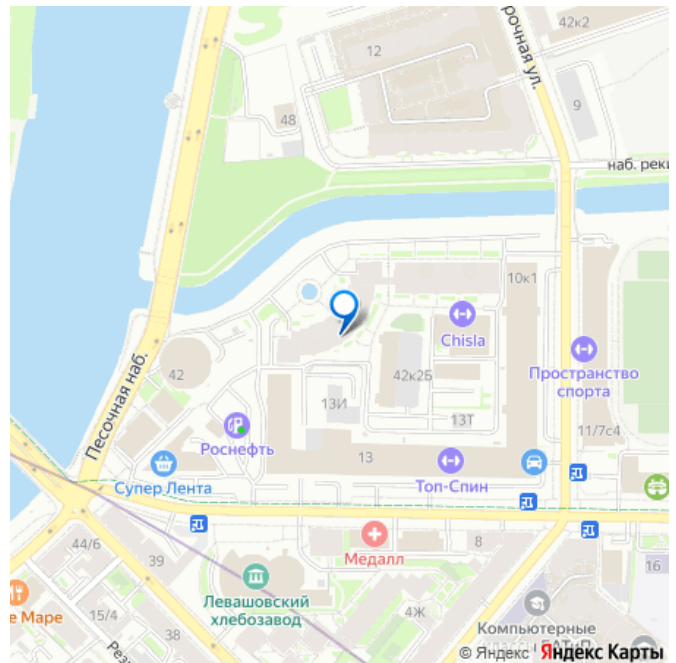 42к2
12
рочная ул.
9
48
наб. реки
10к1
Chisla
Песочная наб.
42
42к2Б
Пространство
спорта
13И
13Т
Роснефть
11/7с4
13
Супер Лента
Топ-Спин
44/6
39
Медалл
8
16
Левашовский
хлебозавод
е Маре
15/4
4Ж
38
Компьютерные
© Яндекс Яндекс Карты